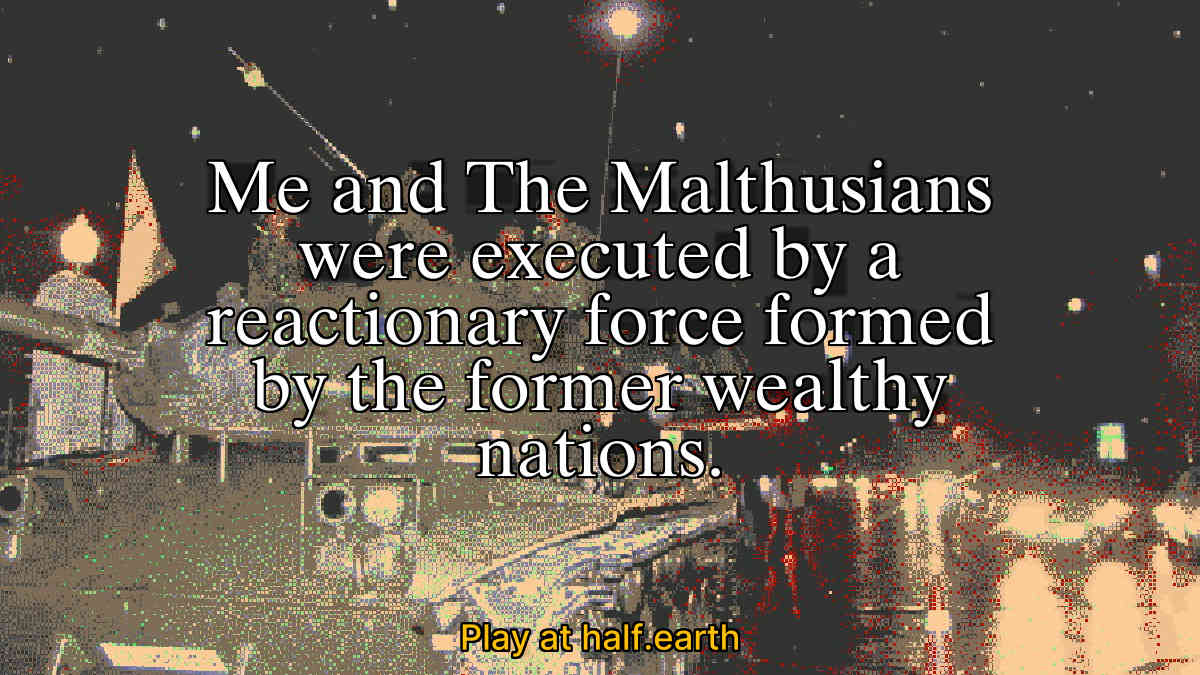 Me and The Malthusians
were executed by a
reactionary force formed
by the former wealthy
nations.
Play at half.earth